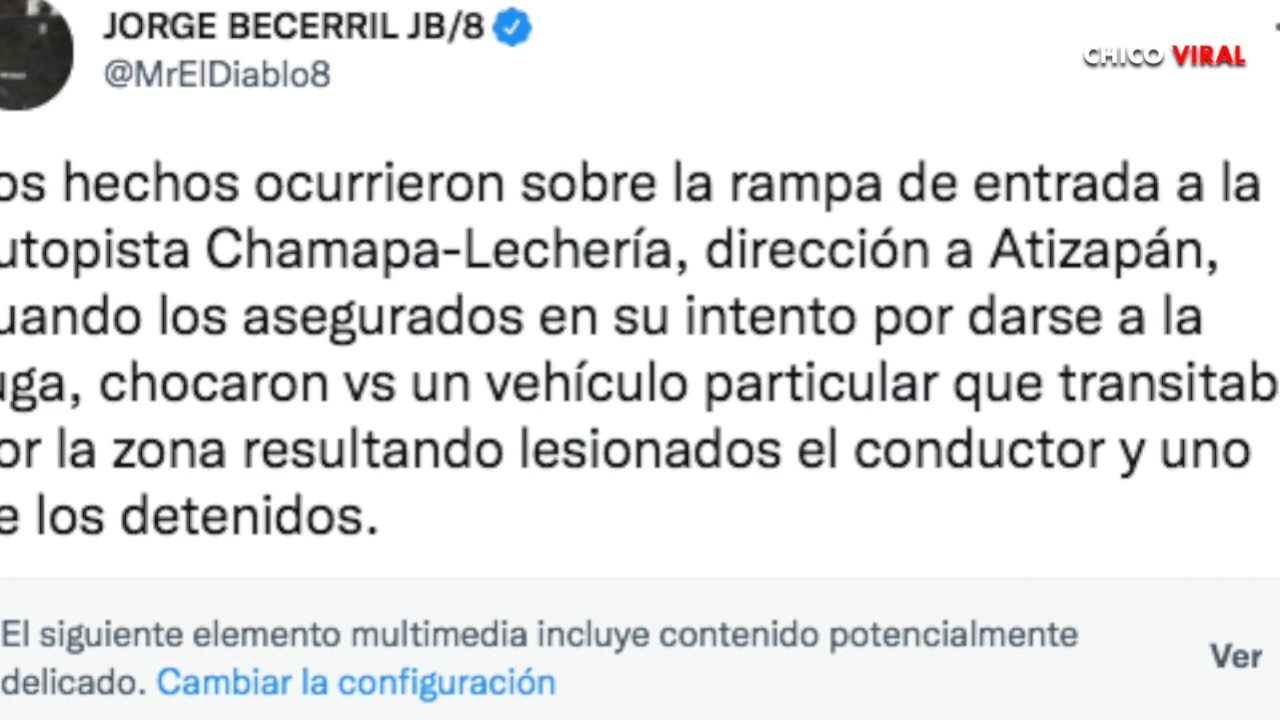 JORGE BECERRIL JB/8
@MrElDiablo8
CHICO VIRAL
os hechos ocurrieron sobre la rampa de entrada a la
utopista Chamapa-Lechería, dirección a Atizapán,
uando los asegurados en su intento por darse a la
uga, chocaron vs un vehículo particular que transitab
or la zona resultando lesionados el conductor y uno
e los detenidos.
El siguiente elemento multimedia incluye contenido potencialmente
delicado. Cambiar la configuración
Ver